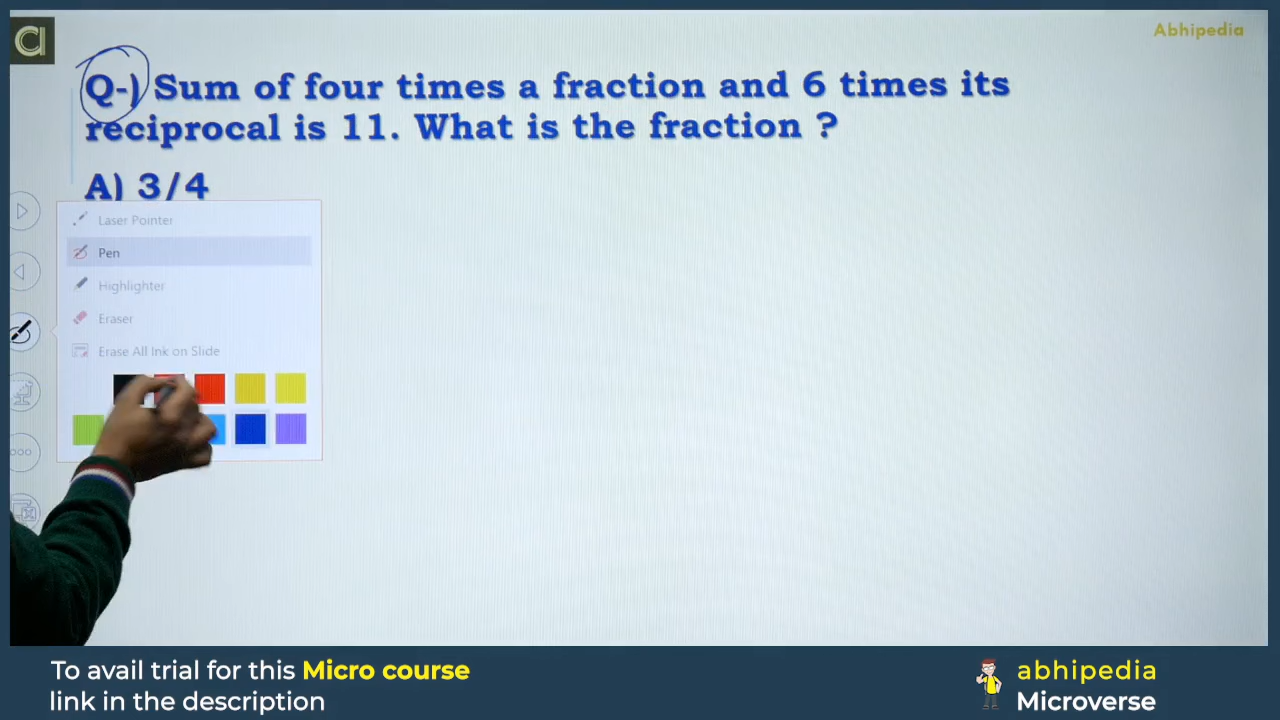 Abhipedia
Q-) Sum of four times a fraction and 6 times its
reciprocal is 11. What is the fraction ?
A) 3/4
Laser Pointer
Pen
Highlighter
Eraser
Erase All Ink on Slide
To avail trial for this Micro course
link in the description
abhipedia
Microverse